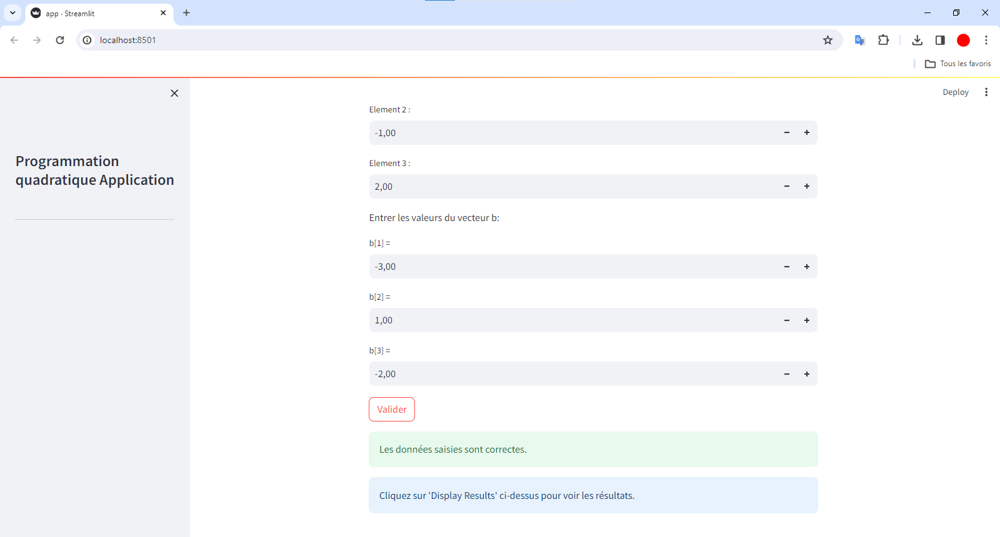 app · Streamlit
localhost:8501
Tous les favoris
Deploy
Programmation
quadratique Application
Element 2 :
-1,00
Element 3 :
2,00
Entrer les valeurs du vecteur b:
b[1] =
-3,00
b[2] =
1,00
b[3] =
-2,00
Valider
Les données saisies sont correctes.
Cliquez sur 'Display Results' ci-dessus pour voir les résultats.